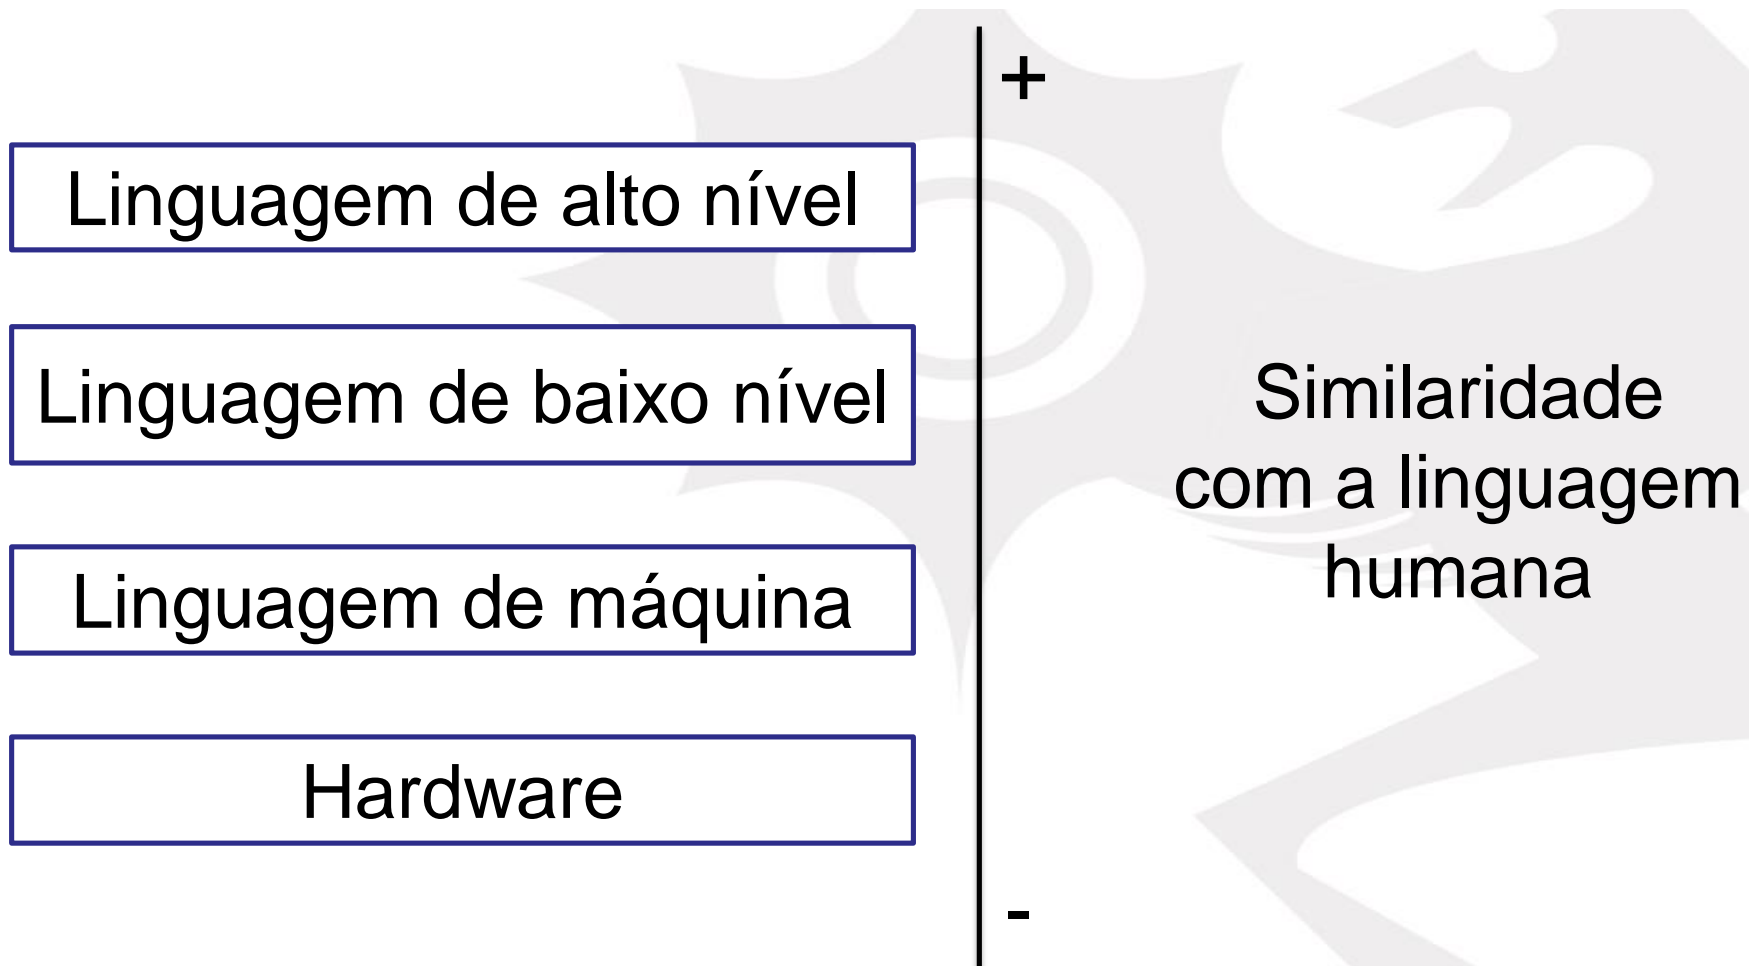 +
Linguagem de alto nível
Linguagem de baixo nível
Linguagem de máquina
Hardware
Similaridade
com a linguagem
humana
-